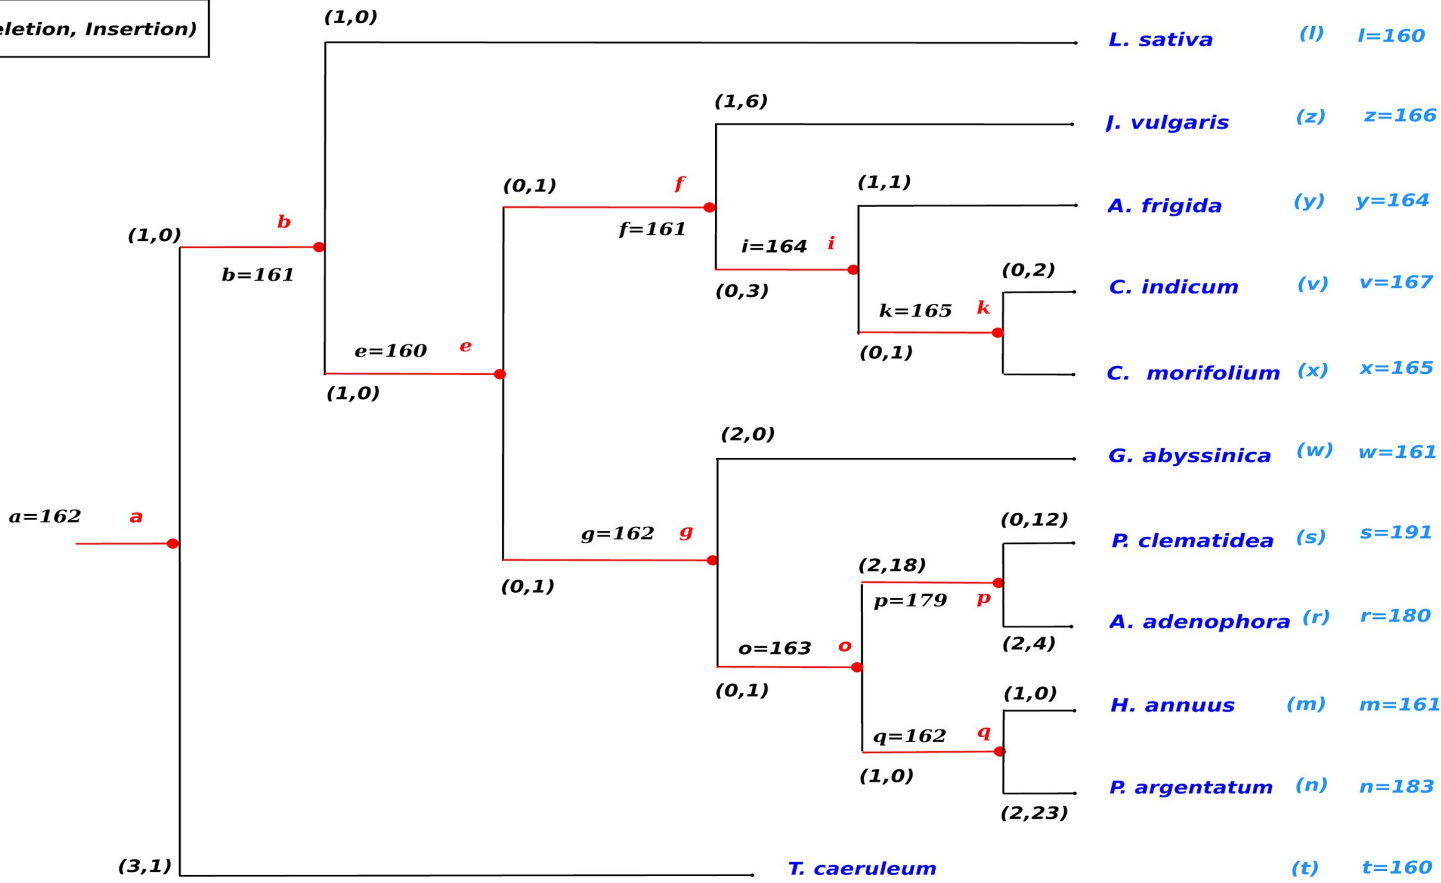 eletion, Insertion)
(1,0)
L. sativa (l) l=160
(1,6)
J. vulgaris (z) z=166
(0,1) f (1,1)
A. frigida (y) y=164
(1,0) b f=161 i=164 i
b=161 (0,3) (0,2)
C. indicum (v) v=167
k=165 k
e=160 e (0,1)
(1,0) C. morifolium (x) x=165
(2,0)
G. abyssinica (w) w=161
a=162 a g=162 g (0,12)
P. clematidea (s) s=191
(0,1) (2,18)
p=179 p
A. adenophora (r) r=180
o=163 o (2,4)
(0,1) (1,0)
H. annuus (m) m=161
q=162 q
(1,0) P. argentatum (n) n=183
(2,23)
(3,1) T. caeruleum (t) t=160